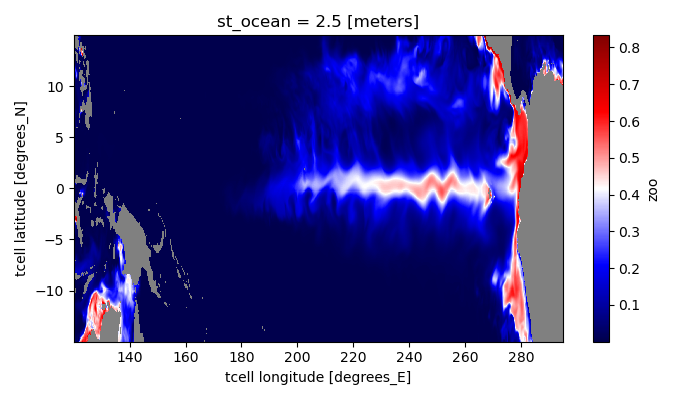 st_ocean = 2.5 [meters]
tcell latitude [degrees_N]
10
5
0
−5
−10
140 160 180 200 220 240 260 280
tcell longitude [degrees_E]
0.8
0.7
0.6
0.5
0.4
0.3
0.2
0.1
zoo